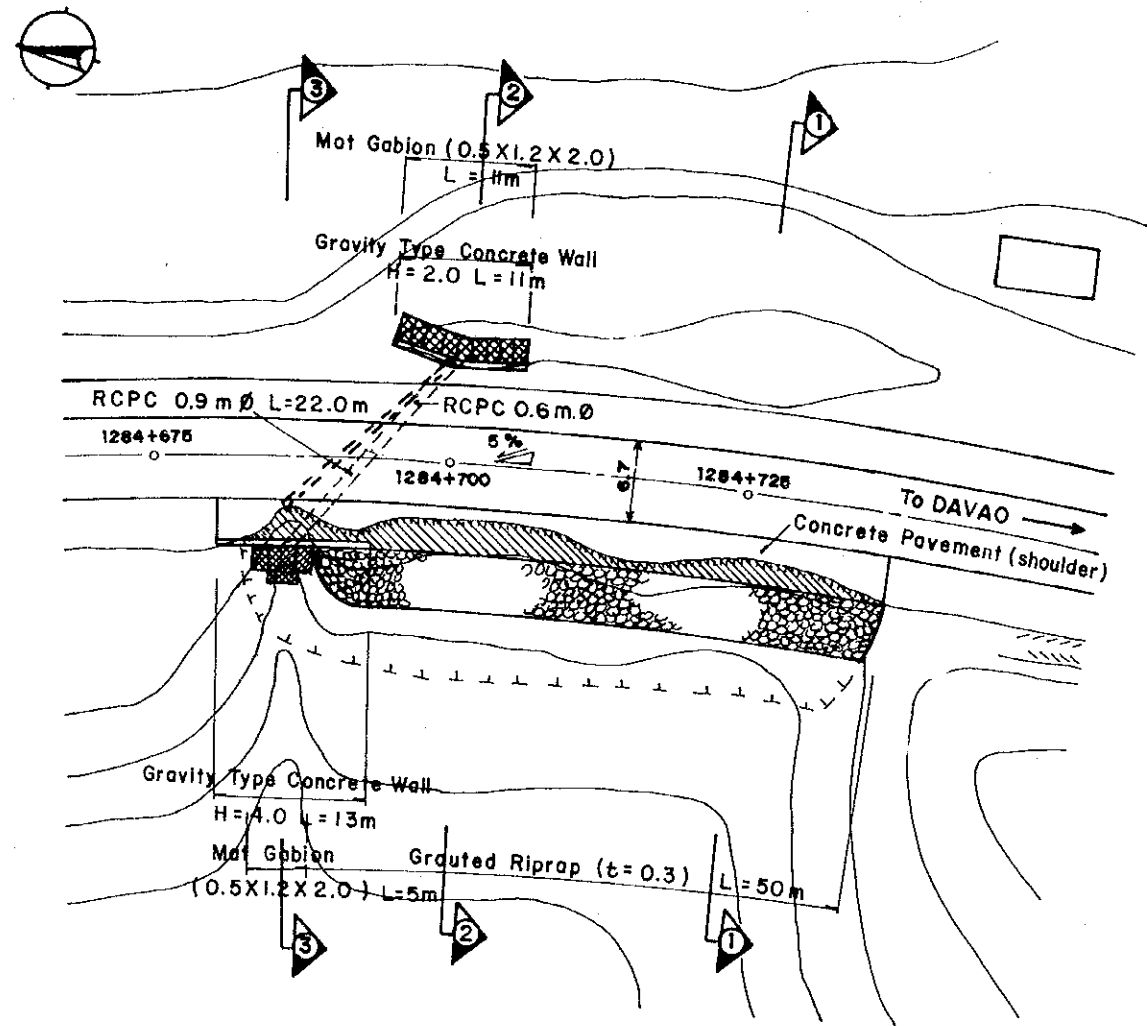 3
2
1
Mat Gabion (0.5X1.2X2.0)
L = 11m
Gravity Type Concrete Wall
H=2.0 L=11m
RCPC 0.9m Ø L=22.0m
RCPC 0.6m.Ø
1284+675
5%
1284+700
6.7
1284+725
To DAVAO
Concrete Pavement (shoulder)
Gravity Type Concrete Wall
H=4.0 L=13m
Mat Gabion
(0.5X1.2X2.0) L=5m
Grouted Riprap (t=0.3) L=50m
3
2
1